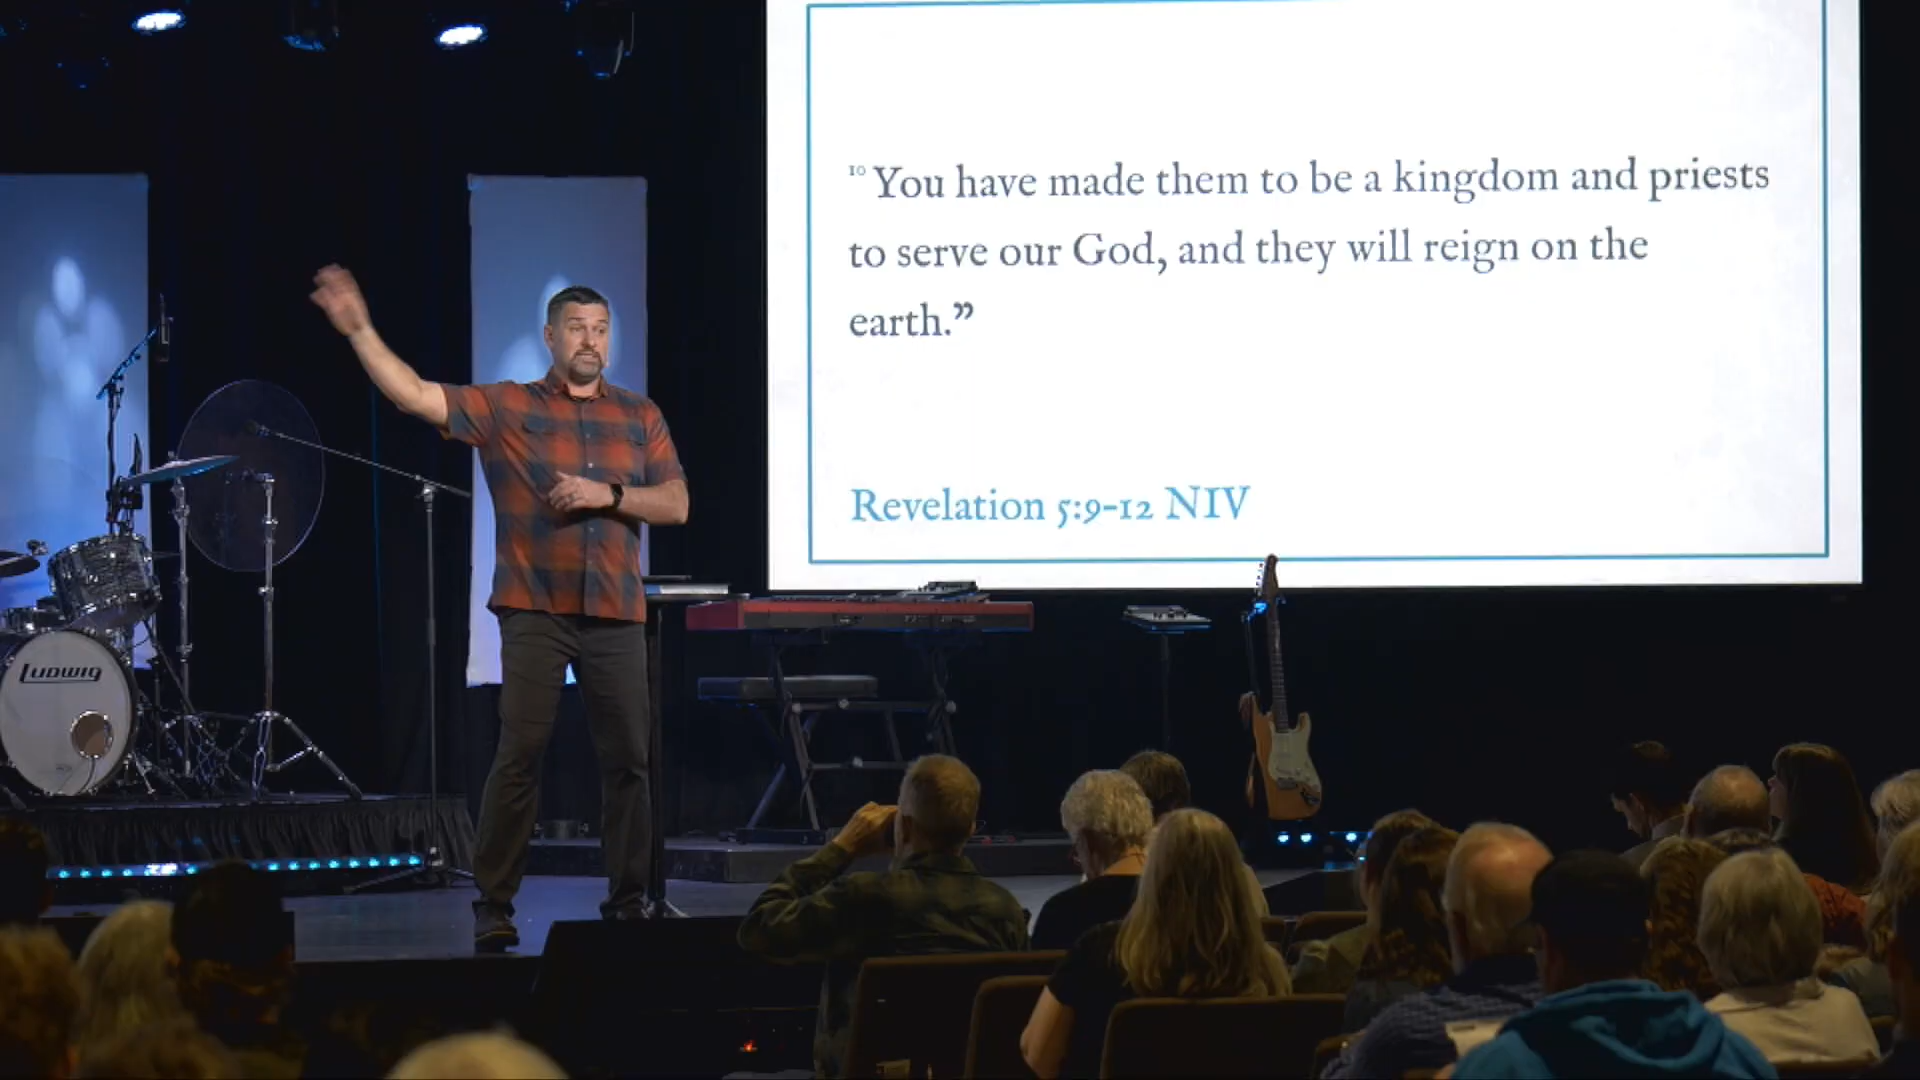 ¹⁰ You have made them to be a kingdom and priests
to serve our God, and they will reign on the
earth.”
Revelation 5:9-12 NIV
Ludwig